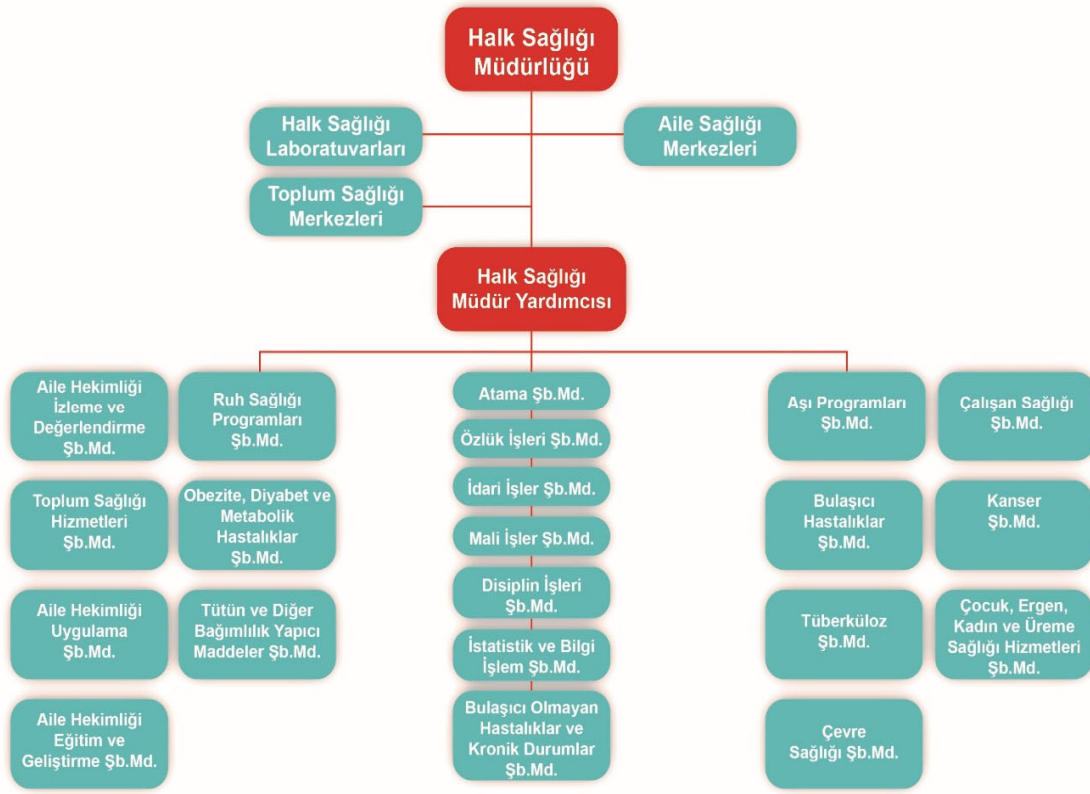 Halk Sağlığı
Müdürlüğü
Halk Sağlığı
Laboratuvarları
Aile Sağlığı
Merkezleri
Toplum Sağlığı
Merkezleri
Halk Sağlığı
Müdür Yardımcısı
Aile Hekimliği
İzleme ve
Değerlendirme
Şb.Md.
Ruh Sağlığı
Programları
Şb.Md.
Toplum Sağlığı
Hizmetleri
Şb.Md.
Obezite, Diyabet ve
Metabolik
Hastalıklar
Şb.Md.
Aile Hekimliği
Uygulama
Şb.Md.
Tütün ve Diğer
Bağımlılık Yapıcı
Maddeler Şb.Md.
Aile Hekimliği
Eğitim ve
Geliştirme Şb.Md.
Atama Şb.Md.
Özlük İşleri Şb.Md.
İdari İşler Şb.Md.
Mali İşler Şb.Md.
Disiplin İşleri
Şb.Md.
İstatistik ve Bilgi
İşlem Şb.Md.
Bulaşıcı Olmayan
Hastalıklar ve
Kronik Durumlar
Şb.Md.
Aşı Programları
Şb.Md.
Çalışan Sağlığı
Şb.Md.
Bulaşıcı
Hastalıklar
Şb.Md.
Kanser
Şb.Md.
Tüberküloz
Şb.Md.
Çocuk, Ergen,
Kadın ve Üreme
Sağlığı Hizmetleri
Şb.Md.
Çevre
Sağlığı Şb.Md.